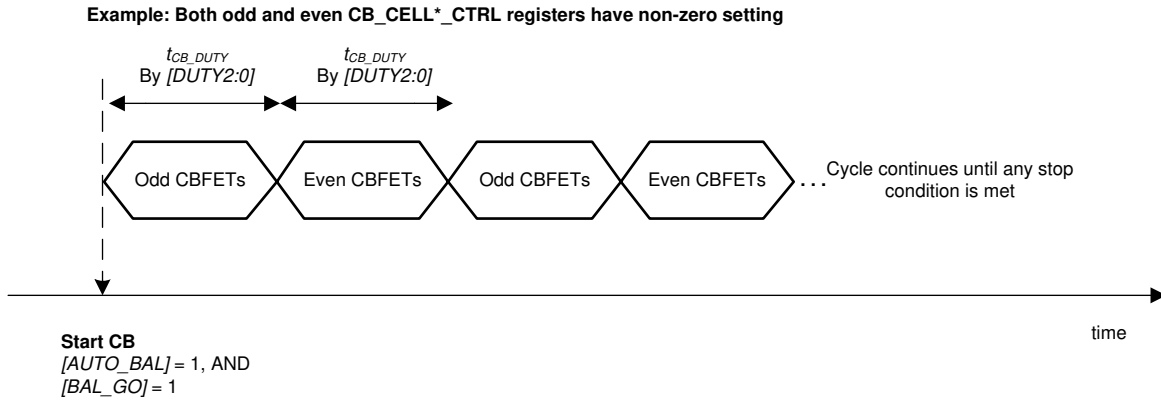 Example: Both odd and even CB_CELL*_CTRL registers have non-zero setting
tCB_DUTY
By [DUTY2:0]
tCB_DUTY
By [DUTY2:0]
Odd CBFETs
Even CBFETs
Odd CBFETs
Even CBFETs
... Cycle continues until any stop
condition is met
time
Start CB
[AUTO_BAL] = 1, AND
[BAL_GO] = 1